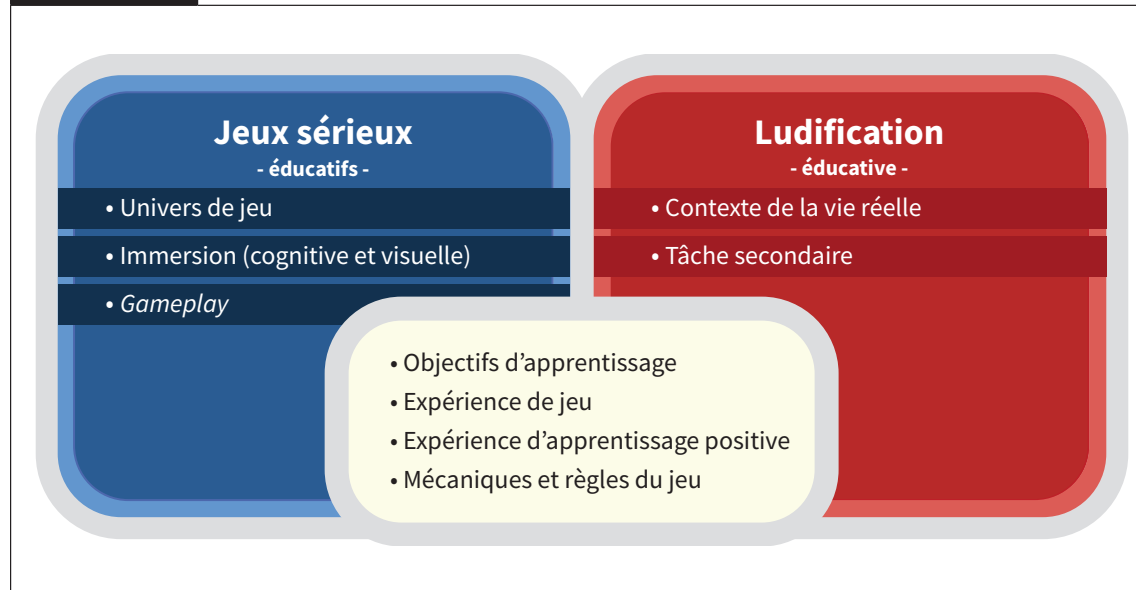 Jeux sérieux
- éducatifs -
• Univers de jeu
• Immersion (cognitive et visuelle)
• Gameplay
Ludification
- éducative -
• Contexte de la vie réelle
• Tâche secondaire
• Objectifs d’apprentissage
• Expérience de jeu
• Expérience d’apprentissage positive
• Mécaniques et règles du jeu